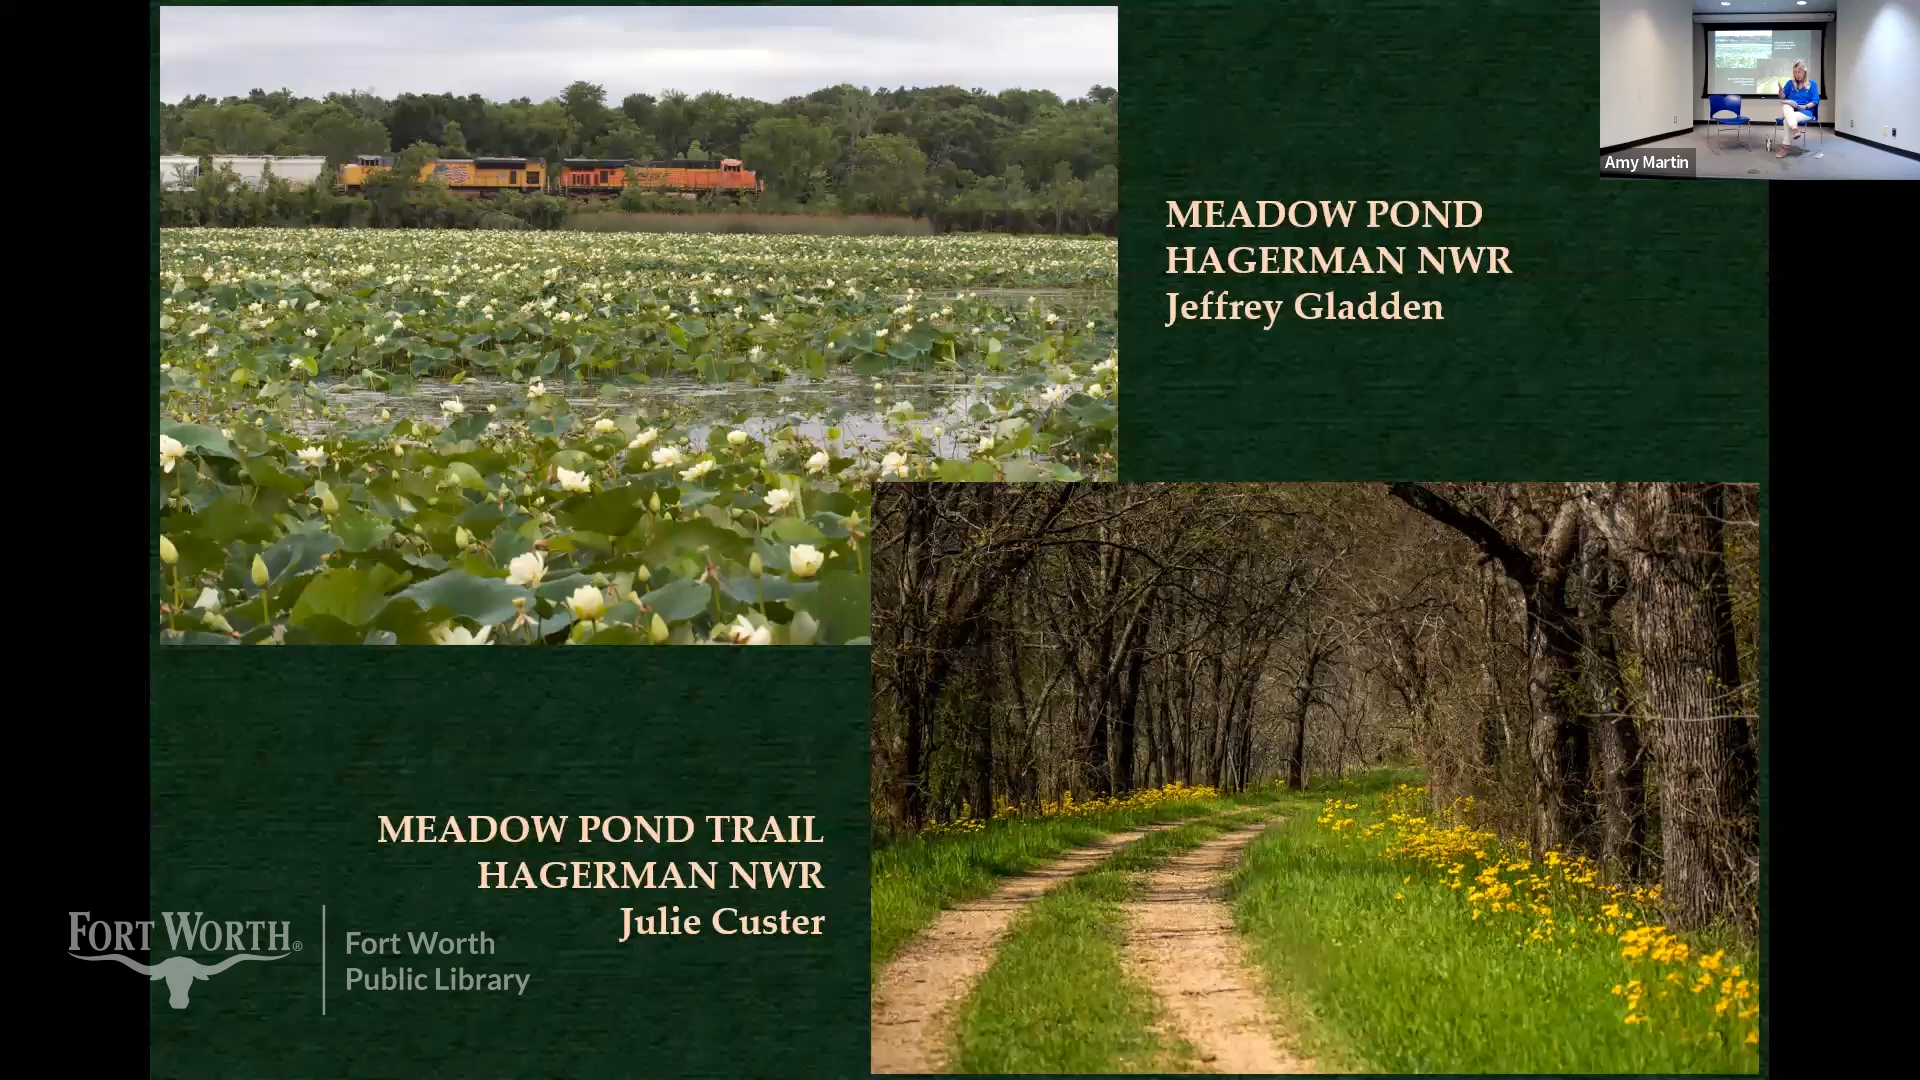 Amy Martin
MEADOW POND
HAGERMAN NWR
Jeffrey Gladden
MEADOW POND TRAIL
HAGERMAN NWR
Julie Custer
FORT WORTH®
Fort Worth
Public Library